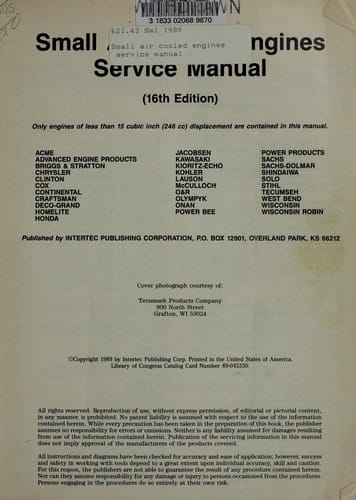 3 1833 02068 9870
621.43 Sm1 1989
Small air cooled engines
service manual
Small
ngines
Service Manual
(16th Edition)
Only engines of less than 15 cubic inch (246 cc) displacement are contained in this manual.
ACME
ADVANCED ENGINE PRODUCTS
BRIGGS & STRATTON
CHRYSLER
CLINTON
COX
CONTINENTAL
CRAFTSMAN
DECO-GRAND
HOMELITE
HONDA
JACOBSEN
KAWASAKI
KIORITZ-ECHO
KOHLER
LAUSON
McCULLOCH
O&R
OLYMPYK
ONAN
POWER BEE
POWER PRODUCTS
SACHS
SACHS-DOLMAR
SHINDAIWA
SOLO
STIHL
TECUMSEH
WEST BEND
WISCONSIN
WISCONSIN ROBIN
Published by INTERTEC PUBLISHING CORPORATION, P.O. BOX 12901, OVERLAND PARK, KS 66212
Cover photograph courtesy of:
Tecumseh Products Company
900 North Street
Grafton, WI 53024
©Copyright 1989 by Intertec Publishing Corp. Printed in the United States of America.
Library of Congress Catalog Card Number 89-045330.
All rights reserved. Reproduction of use, without express permission, of editorial or pictorial content,
in any manner, is prohibited. No patent liability is assumed with respect to the use of the information
contained herein. While every precaution has been taken in the preparation of this book, the publisher
assumes no responsibility for errors or omissions. Neither is any liability assumed for damages resulting
from use of the information contained herein. Publication of the servicing information in this manual
does not imply approval of the manufacturers of the products covered.
All instructions and diagrams have been checked for accuracy and ease of application; however, success
and safety in working with tools depend to a great extent upon individual accuracy, skill and caution.
For this reason, the publishers are not able to guarantee the result of any procedure contained herein.
Nor can they assume responsibility for any damage to injury to persons occasioned from the procedures.
Persons engaging in the procedures do so entirely at their own risk.